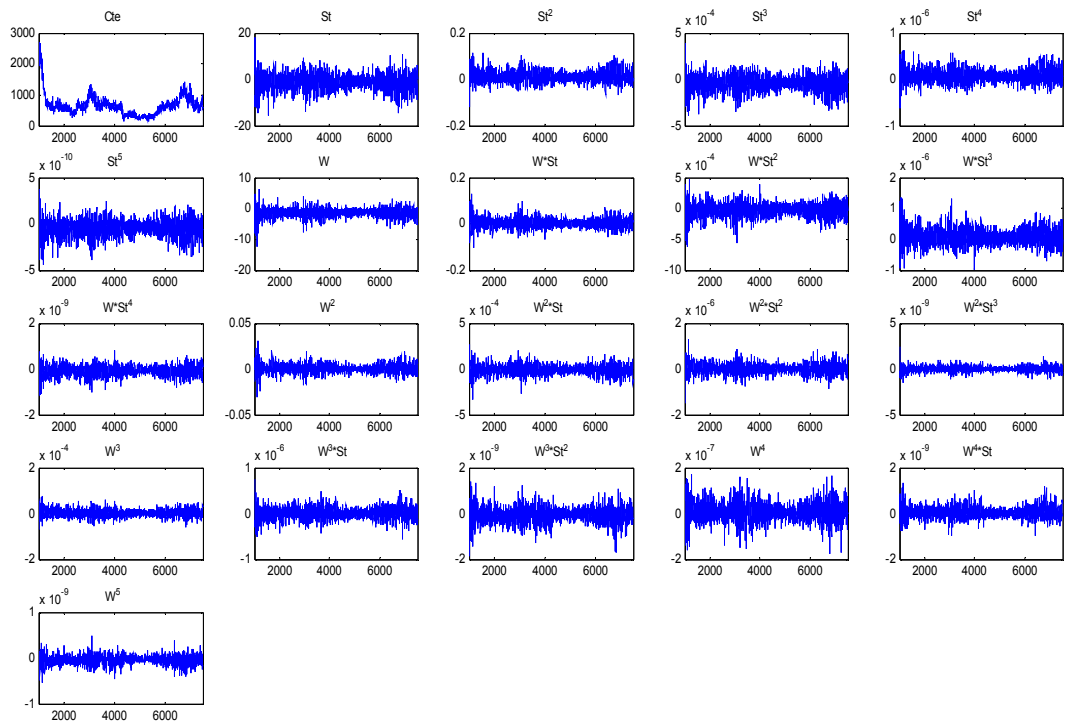 Cte
3000
2000
1000
0
2000 4000 6000
St
20
0
-20
2000 4000 6000
St²
0.2
0
-0.2
2000 4000 6000
x 10⁻⁴ St³
5
0
-5
2000 4000 6000
x 10⁻⁶ St⁴
1
0
-1
2000 4000 6000
x 10⁻¹⁰ St⁵
5
0
-5
2000 4000 6000
W
10
0
-10
-20
2000 4000 6000
W*St
0.2
0
-0.2
2000 4000 6000
x 10⁻⁴ W*St²
5
0
-5
-10
2000 4000 6000
x 10⁻⁶ W*St³
2
1
0
-1
2000 4000 6000
x 10⁻⁹ W*St⁴
2
0
-2
2000 4000 6000
W²
0.05
0
-0.05
2000 4000 6000
x 10⁻⁴ W²*St
5
0
-5
2000 4000 6000
x 10⁻⁶ W²*St²
2
0
-2
2000 4000 6000
x 10⁻⁹ W²*St³
5
0
-5
2000 4000 6000
x 10⁻⁴ W³
2
0
-2
2000 4000 6000
x 10⁻⁶ W³*St
1
0
-1
2000 4000 6000
x 10⁻⁹ W³*St²
2
0
-2
2000 4000 6000
x 10⁻⁷ W⁴
2
0
-2
2000 4000 6000
x 10⁻⁹ W⁴*St
2
0
-2
2000 4000 6000
x 10⁻⁹ W⁵
1
0
-1
2000 4000 6000